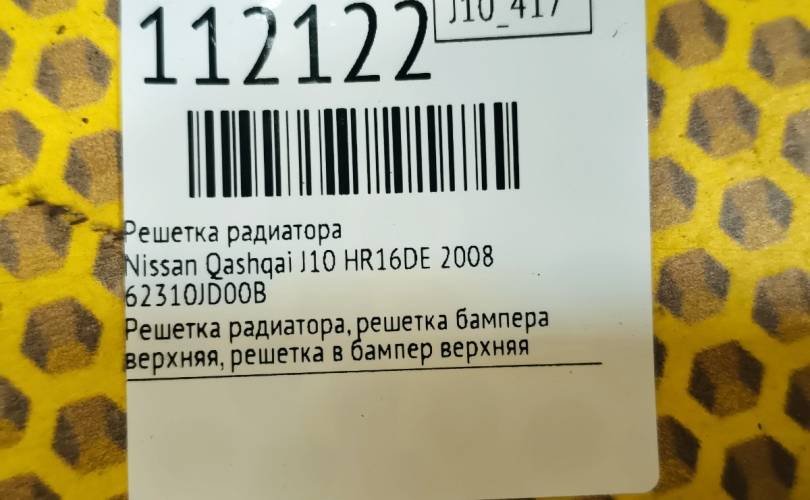 J10_417
112122
Решетка радиатора
Nissan Qashqai J10 HR16DE 2008
62310JD00B
Решетка радиатора, решетка бампера
верхняя, решетка в бампер верхняя